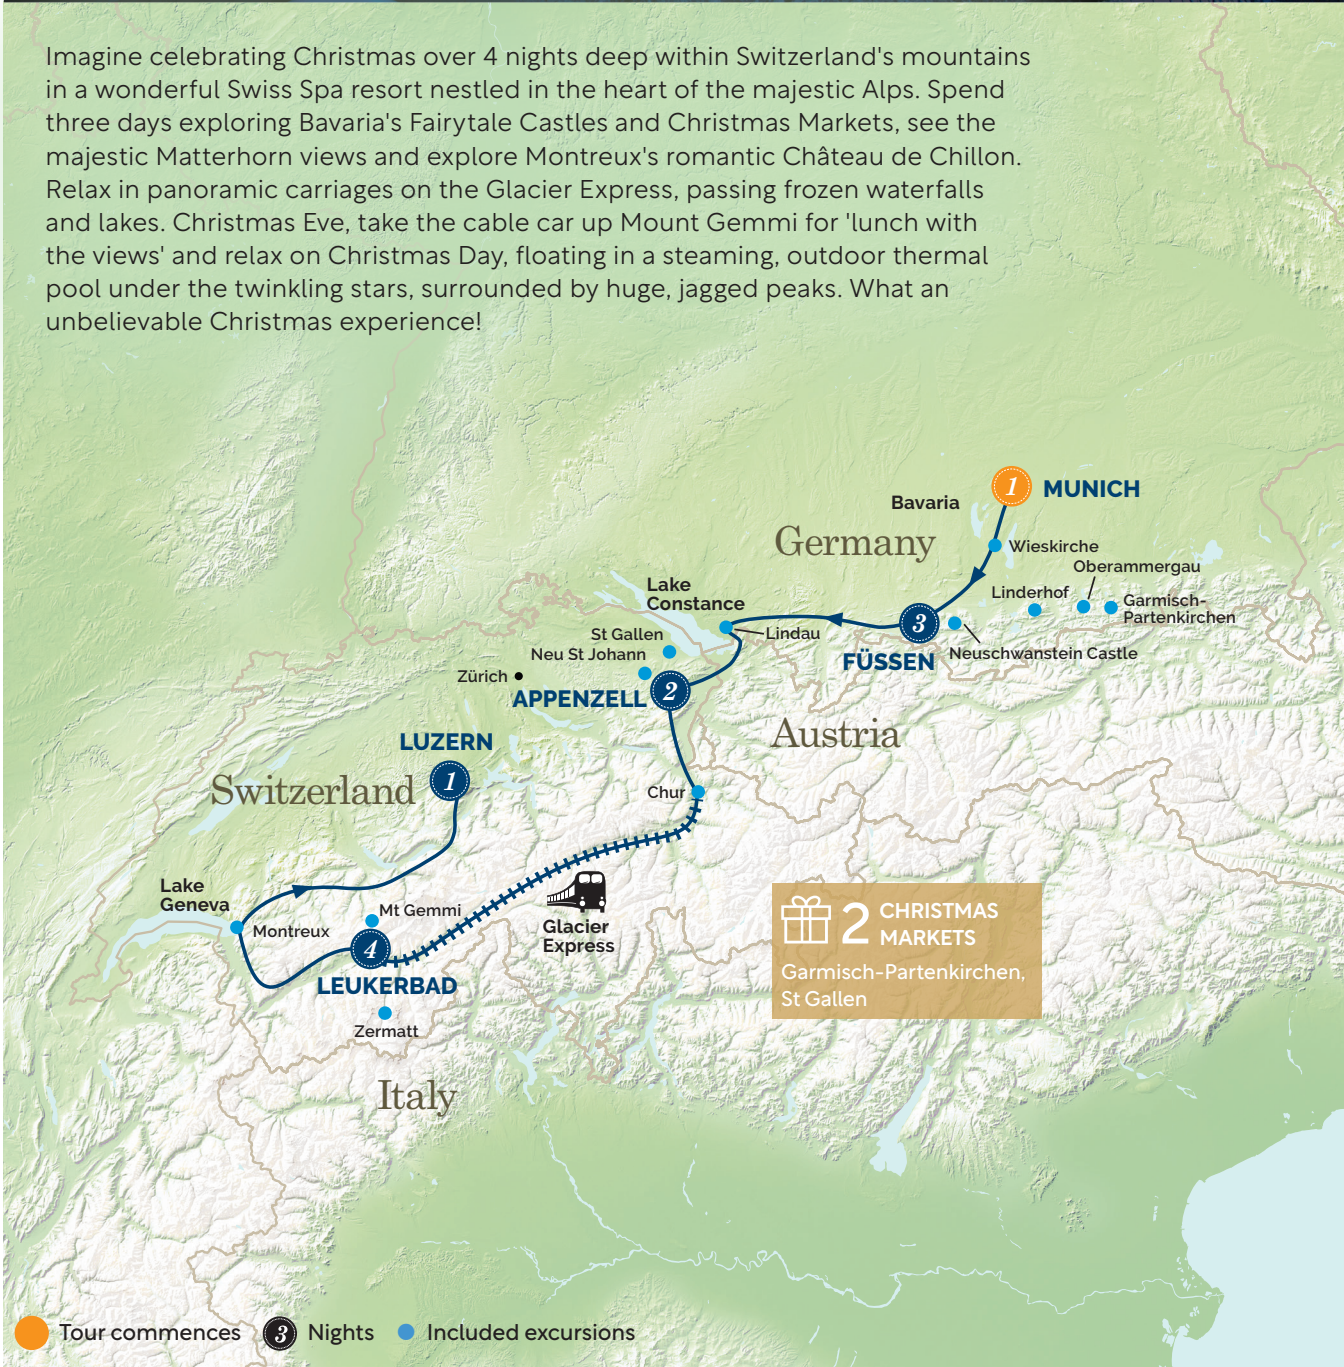 Imagine celebrating Christmas over 4 nights deep within Switzerland's mountains
in a wonderful Swiss Spa resort nestled in the heart of the majestic Alps. Spend
three days exploring Bavaria's Fairytale Castles and Christmas Markets, see the
majestic Matterhorn views and explore Montreux's romantic Château de Chillon.
Relax in panoramic carriages on the Glacier Express, passing frozen waterfalls
and lakes. Christmas Eve, take the cable car up Mount Gemmi for 'lunch with
the views' and relax on Christmas Day, floating in a steaming, outdoor thermal
pool under the twinkling stars, surrounded by huge, jagged peaks. What an
unbelievable Christmas experience!
1 MUNICH
Bavaria
Germany
Wieskirche
Oberammergau
Linderhof
Garmisch-
Partenkirchen
Lake
Constance
Lindau
3
FÜSSEN
Neuschwanstein Castle
St Gallen
Neu St Johann
Zürich
APPENZELL 2
Austria
LUZERN
1
Switzerland
Chur
Lake
Geneva
Montreux
Mt Gemmi
4
LEUKERBAD
Glacier
Express
Zermatt
Italy
2 CHRISTMAS
MARKETS
Garmisch-Partenkirchen,
St Gallen
Tour commences
3 Nights
Included excursions